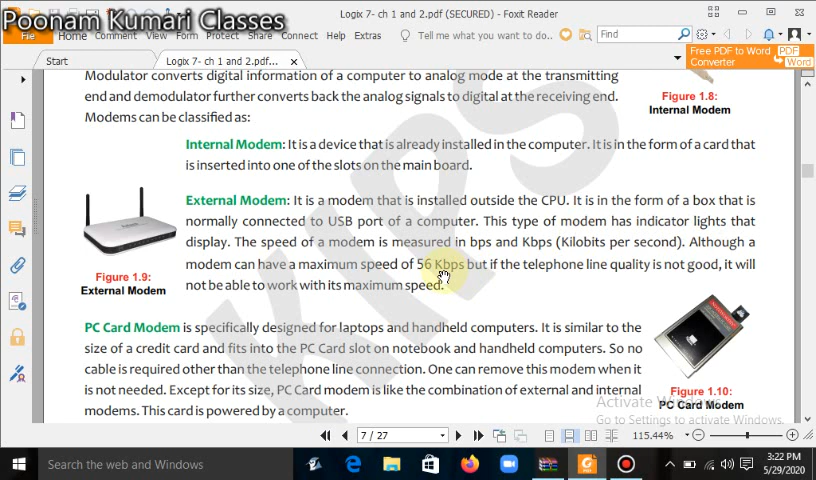 Poonam Kumari Classes
Logix 7- ch 1 and 2.pdf (SECURED) - Foxit Reader
File Home Comment View Form Protect Share Connect Help Extras Tell me what you want... Find
Start Logix 7- ch 1 and 2.pdf... Free PDF to Word Converter PDF Word
Modulator converts digital information of a computer to analog mode at the transmitting
end and demodulator further converts back the analog signals to digital at the receiving end.
Modems can be classified as:
Figure 1.8:
Internal Modem
Internal Modem: It is a device that is already installed in the computer. It is in the form of a card that
is inserted into one of the slots on the main board.
External Modem: It is a modem that is installed outside the CPU. It is in the form of a box that is
normally connected to USB port of a computer. This type of modem has indicator lights that
display. The speed of a modem is measured in bps and Kbps (Kilobits per second). Although a
modem can have a maximum speed of 56 Kbps but if the telephone line quality is not good, it will
not be able to work with its maximum speed.
Figure 1.9:
External Modem
PC Card Modem is specifically designed for laptops and handheld computers. It is similar to the
size of a credit card and fits into the PC Card slot on notebook and handheld computers. So no
cable is required other than the telephone line connection. One can remove this modem when it
is not needed. Except for its size, PC Card modem is like the combination of external and internal
modems. This card is powered by a computer.
Figure 1.10:
PC Card Modem
KIPS
Activate Windows
Go to Settings to activate Windows.
7 / 27 115.44%
Search the web and Windows
3:22 PM
5/29/2020